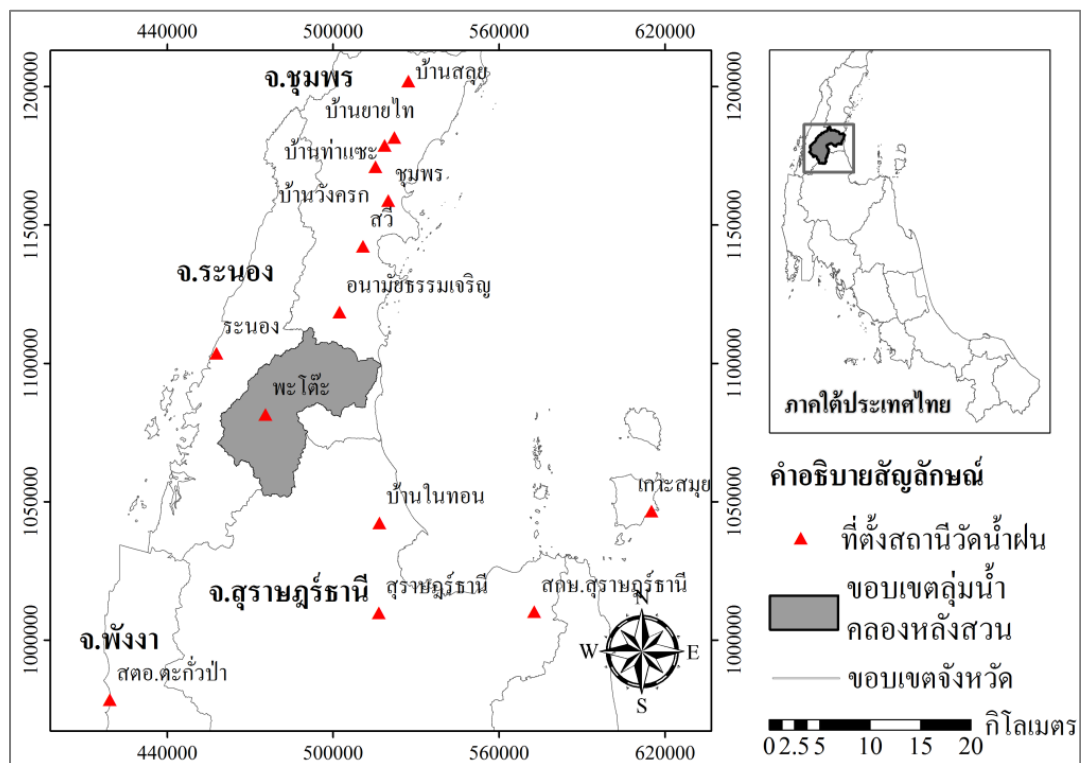 440000 500000 560000 620000
1200000
1150000
1100000
1050000
1000000
จ.ชุมพร
บ้านสลุย
บ้านยายไท
บ้านท่าแซะ
ชุมพร
บ้านวังครก
สวี
จ.ระนอง
อนามัยธรรมเจริญ
ระนอง
พะโต๊ะ
บ้านในทอน
เกาะสมุย
จ.สุราษฎร์ธานี
สุราษฎร์ธานี
สกษ.สุราษฎร์ธานี
จ.พังงา
สตอ.ตะกั่วป่า
N
W E
S
1200000
1150000
1100000
1050000
1000000
440000 500000 560000 620000
ภาคใต้ประเทศไทย
คำอธิบายสัญลักษณ์
ที่ตั้งสถานีวัดน้ำฝน
ขอบเขตลุ่มน้ำ
คลองหลังสวน
ขอบเขตจังหวัด
กิโลเมตร
0 2.5 5 10 15 20